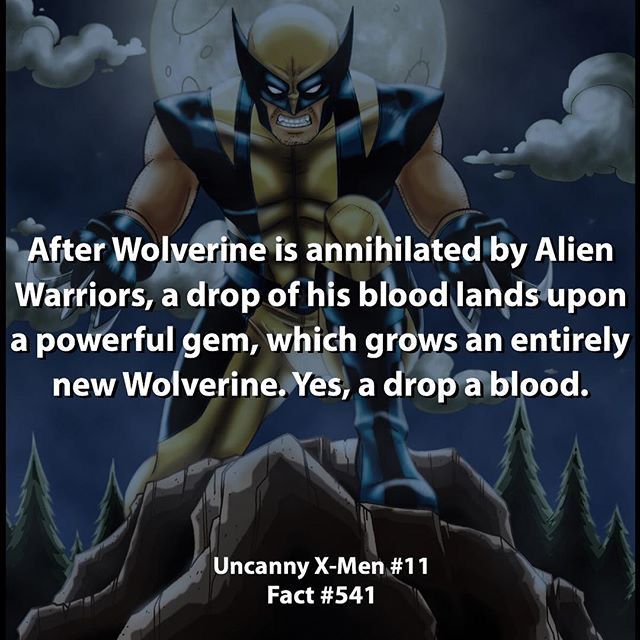 After Wolverine is annihilated by Alien
Warriors, a drop of his blood lands upon
a powerful gem, which grows an entirely
new Wolverine. Yes, a drop a blood.
Uncanny X-Men #11
Fact #541